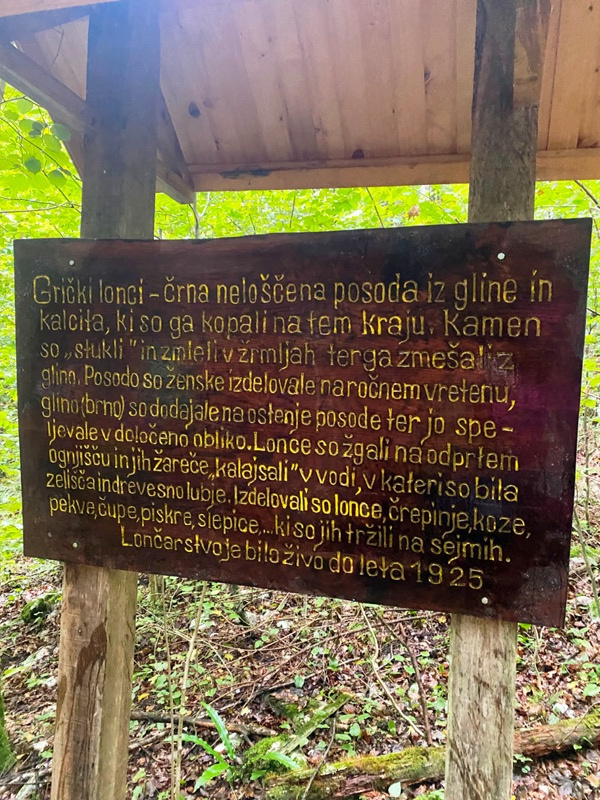 Grički lonci - črna neloščena posoda iz gline in
kalcita, ki so ga kopali na tem kraju. Kamen
so „stukli" in zmleli v žrmljah ter ga zmešali z
glino. Posodo so ženske izdelovale na ročnem vretenu,
glino (brno) so dodajale na ostenje posode ter jo spe-
ljevale v določeno obliko. Lonce so žgali na odprtem
ognjišču in jih žareče „kalajsali" v vodi, v kateri so bila
zelišča in drevesno lubje. Izdelovali so lonce, črepinje, koze,
pekve, čupe, piskre, slepice,... ki so jih tržili na sejmih.
Lončarstvo je bilo živo do leta 1925